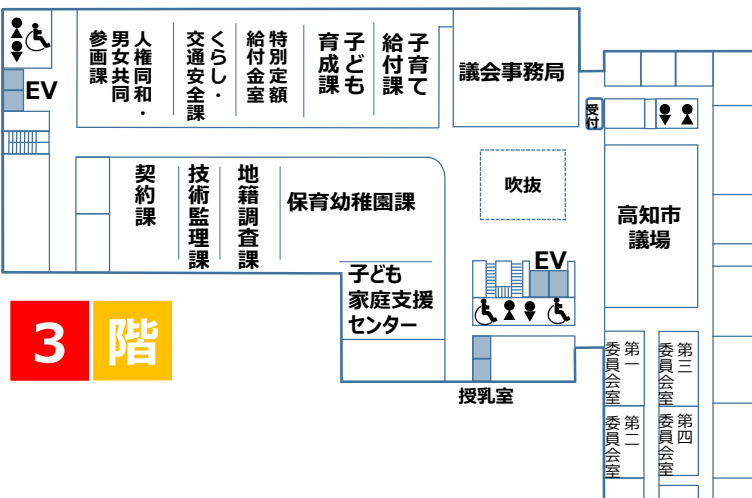 EV
人権同和・
男女共同
参画課
くらし・
交通安全課
特別定額
給付金室
子ども
育成課
子育て
給付課
議会事務局
受付
契約課
技術監理課
地籍調査課
保育幼稚園課
吹抜
高知市
議場
子ども
家庭支援
センター
EV
3 階
授乳室
第一
委員会室
第三
委員会室
第二
委員会室
第四
委員会室